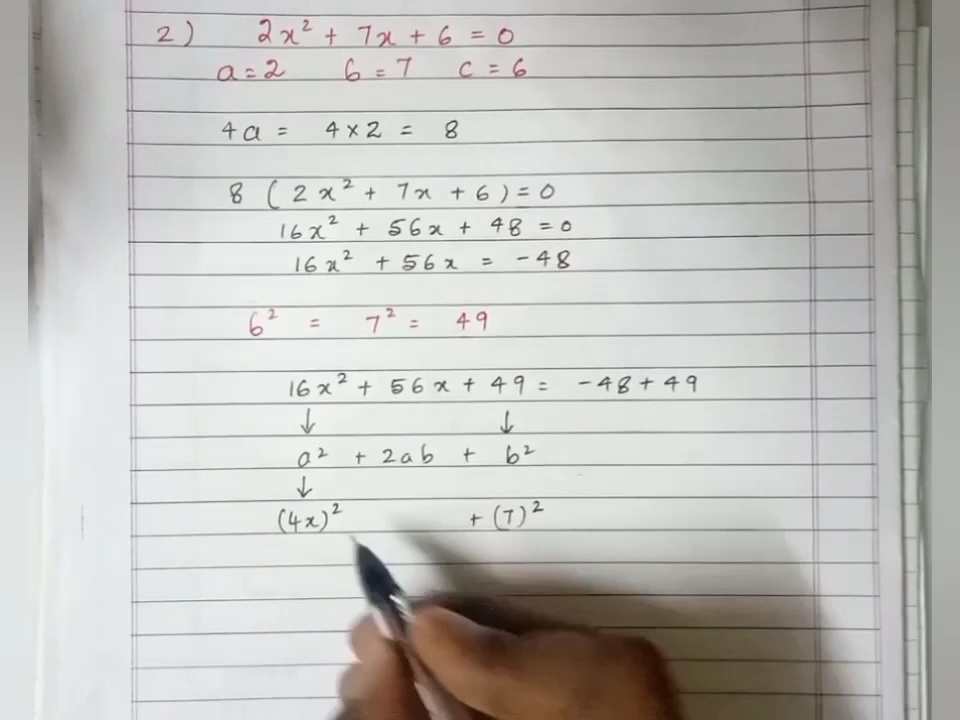 2) 2x² + 7x + 6 = 0
a = 2 b = 7 c = 6
4a = 4 × 2 = 8
8 ( 2x² + 7x + 6 ) = 0
16x² + 56x + 48 = 0
16x² + 56x = -48
b² = 7² = 49
16x² + 56x + 49 = -48 + 49
↓ ↓
a² + 2ab + b²
↓
(4x)² + (7)²